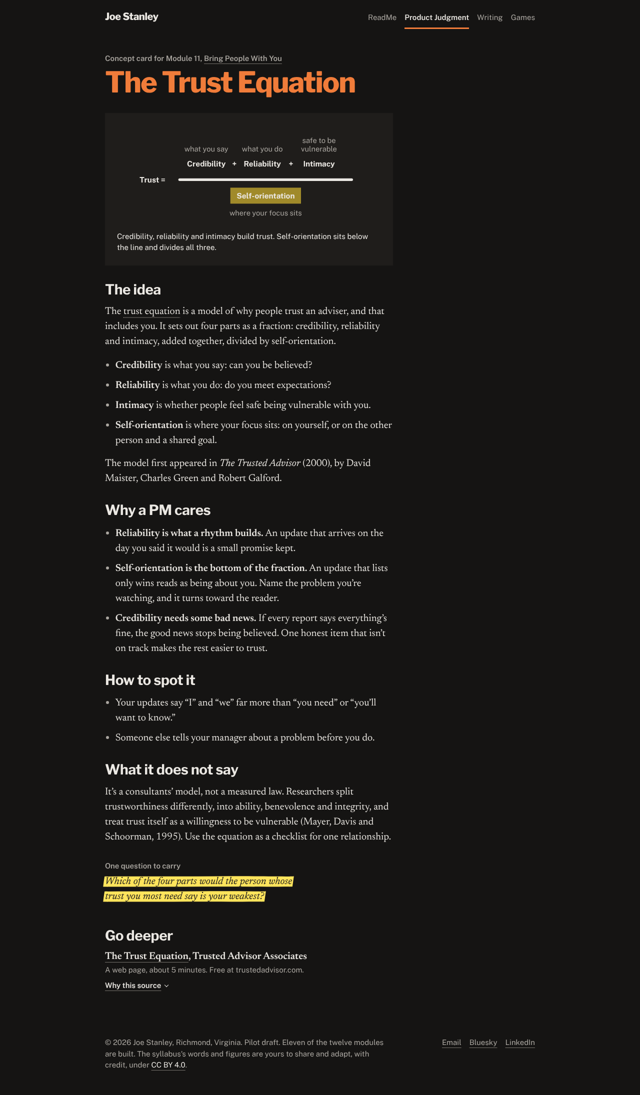 Joe Stanley
ReadMe Product Judgment Writing Games
Concept card for Module 11, Bring People With You
The Trust Equation
what you say what you do safe to be vulnerable
Credibility + Reliability + Intimacy
Trust =
Self-orientation
where your focus sits
Credibility, reliability and intimacy build trust. Self-orientation sits below
the line and divides all three.
The idea
The trust equation is a model of why people trust an adviser, and that
includes you. It sets out four parts as a fraction: credibility, reliability
and intimacy, added together, divided by self-orientation.
• Credibility is what you say: can you be believed?
• Reliability is what you do: do you meet expectations?
• Intimacy is whether people feel safe being vulnerable with you.
• Self-orientation is where your focus sits: on yourself, or on the other
person and a shared goal.
The model first appeared in The Trusted Advisor (2000), by David
Maister, Charles Green and Robert Galford.
Why a PM cares
• Reliability is what a rhythm builds. An update that arrives on the
day you said it would is a small promise kept.
• Self-orientation is the bottom of the fraction. An update that lists
only wins reads as being about you. Name the problem you’re
watching, and it turns toward the reader.
• Credibility needs some bad news. If every report says everything’s
fine, the good news stops being believed. One honest item that isn’t
on track makes the rest easier to trust.
How to spot it
• Your updates say “I” and “we” far more than “you need” or “you’ll
want to know.”
• Someone else tells your manager about a problem before you do.
What it does not say
It’s a consultants’ model, not a measured law. Researchers split
trustworthiness differently, into ability, benevolence and integrity, and
treat trust itself as a willingness to be vulnerable (Mayer, Davis and
Schoorman, 1995). Use the equation as a checklist for one relationship.
One question to carry
Which of the four parts would the person whose
trust you most need say is your weakest?
Go deeper
The Trust Equation, Trusted Advisor Associates
A web page, about 5 minutes. Free at trustedadvisor.com.
Why this source
© 2026 Joe Stanley, Richmond, Virginia. Pilot draft. Eleven of the twelve modules
are built. The syllabus’s words and figures are yours to share and adapt, with
credit, under CC BY 4.0.
Email Bluesky LinkedIn